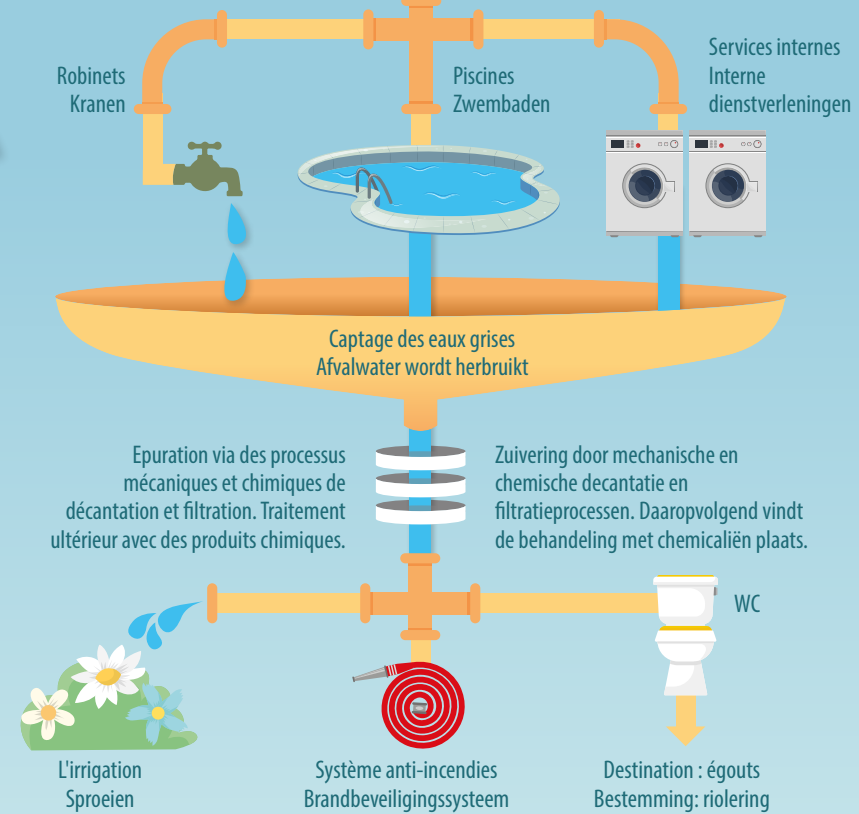 Robinets
Kranen
Piscines
Zwembaden
Services internes
Interne
dienstverleningen
Captage des eaux grises
Afvalwater wordt herbruikt
Epuration via des processus
mécaniques et chimiques de
décantation et filtration. Traitement
ultérieur avec des produits chimiques.
Zuivering door mechanische en
chemische decantatie en
filtratieprocessen. Daaropvolgend vindt
de behandeling met chemicaliën plaats.
WC
L'irrigation
Sproeien
Système anti-incendies
Brandbeveiligingssysteem
Destination : égouts
Bestemming: riolering